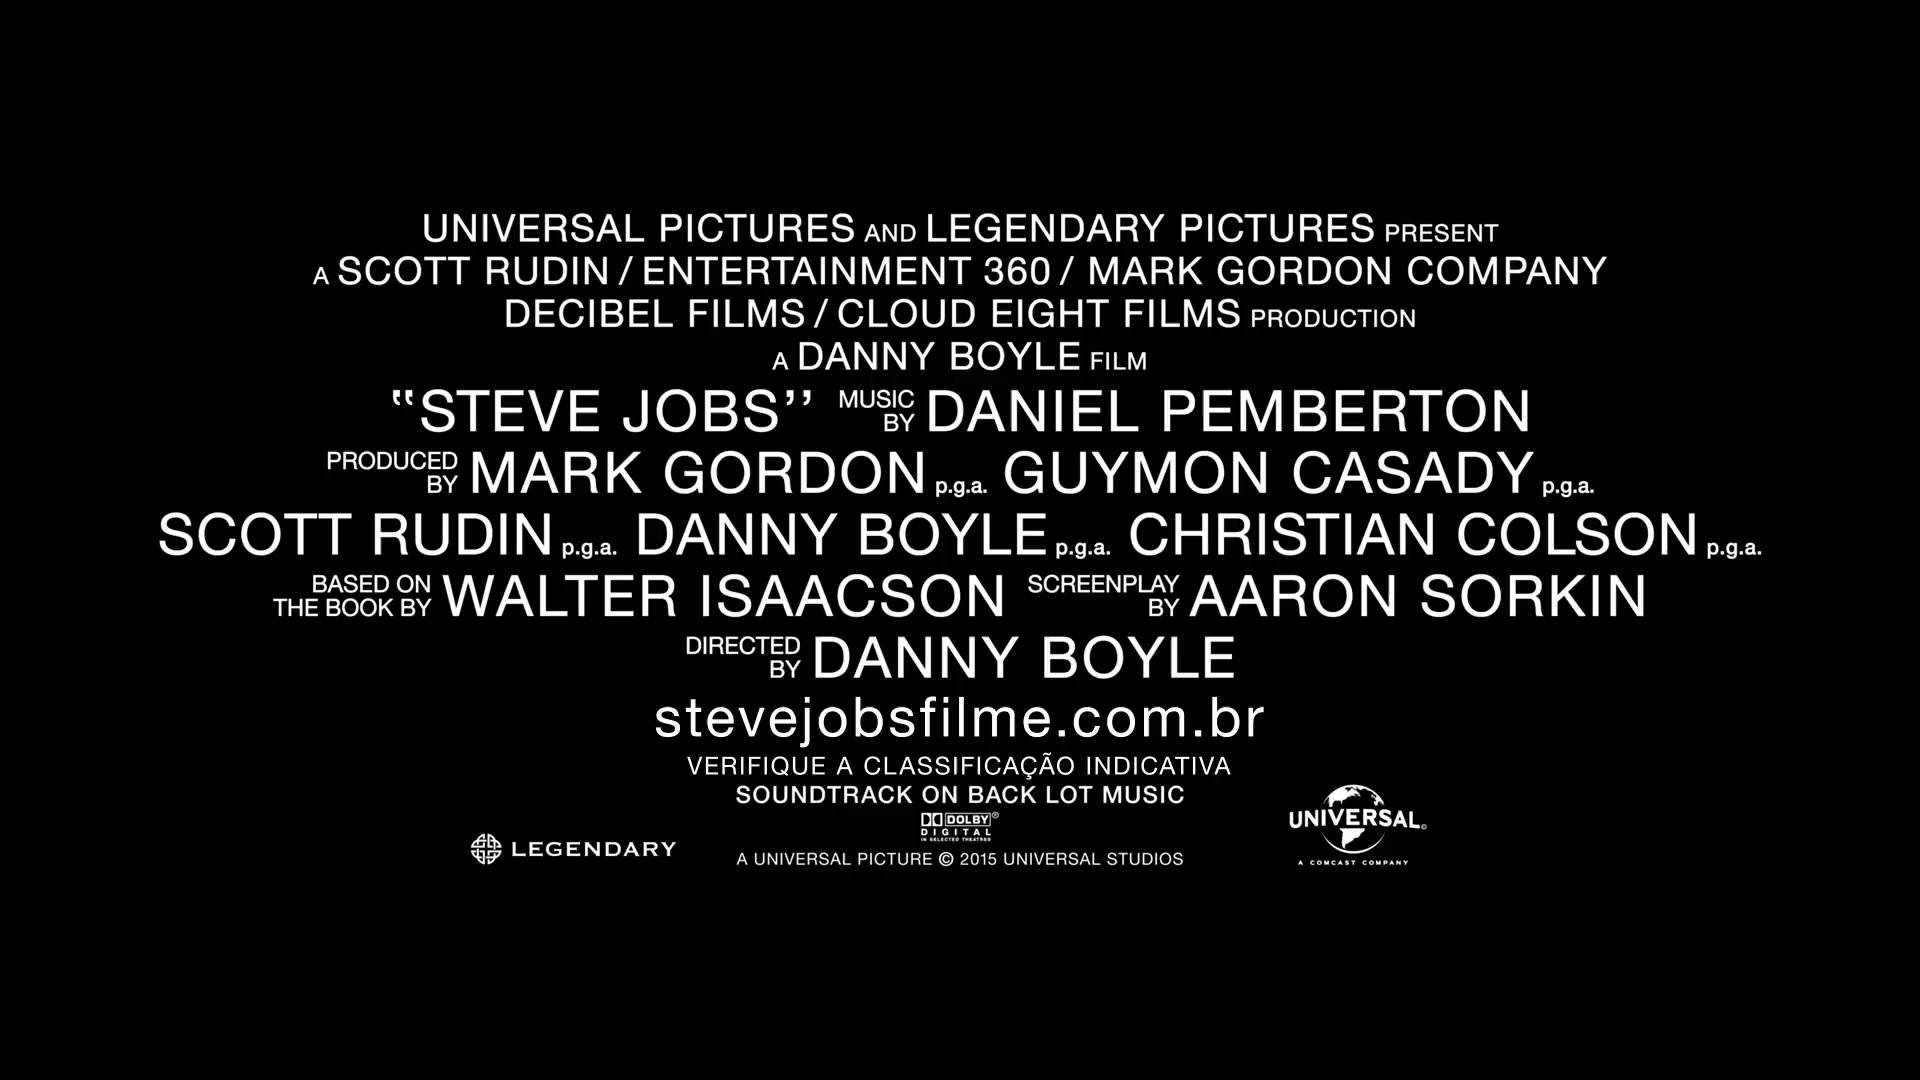 UNIVERSAL PICTURES AND LEGENDARY PICTURES PRESENT
A SCOTT RUDIN / ENTERTAINMENT 360 / MARK GORDON COMPANY
DECIBEL FILMS / CLOUD EIGHT FILMS PRODUCTION
A DANNY BOYLE FILM
“STEVE JOBS” MUSIC BY DANIEL PEMBERTON
PRODUCED BY MARK GORDON p.g.a. GUYMON CASADY p.g.a.
SCOTT RUDIN p.g.a. DANNY BOYLE p.g.a. CHRISTIAN COLSON p.g.a.
BASED ON THE BOOK BY WALTER ISAACSON SCREENPLAY BY AARON SORKIN
DIRECTED BY DANNY BOYLE
stevejobsfilme.com.br
VERIFIQUE A CLASSIFICAÇÃO INDICATIVA
SOUNDTRACK ON BACK LOT MUSIC
DOLBY®
DIGITAL
IN SELECTED THEATRES
LEGENDARY
A UNIVERSAL PICTURE © 2015 UNIVERSAL STUDIOS
UNIVERSAL©
A COMCAST COMPANY